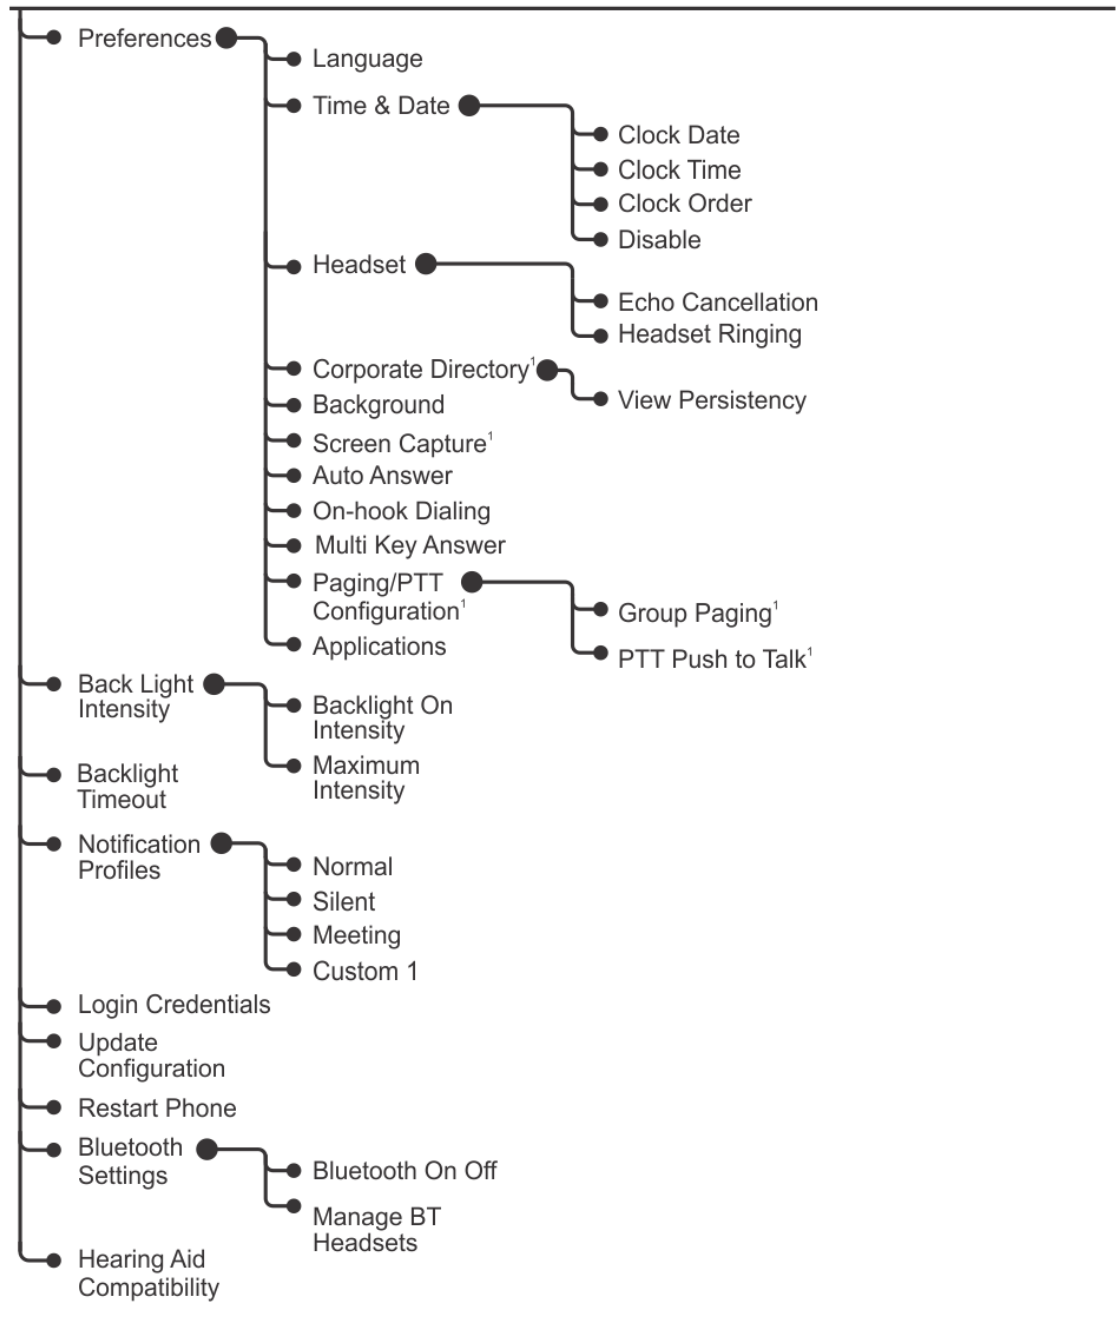 Preferences
Language
Time & Date
Clock Date
Clock Time
Clock Order
Disable
Headset
Echo Cancellation
Headset Ringing
Corporate Directory¹
View Persistency
Background
Screen Capture¹
Auto Answer
On-hook Dialing
Multi Key Answer
Paging/PTT
Configuration¹
Group Paging¹
PTT Push to Talk¹
Applications
Back Light
Intensity
Backlight On
Intensity
Maximum
Intensity
Backlight
Timeout
Notification
Profiles
Normal
Silent
Meeting
Custom 1
Login Credentials
Update
Configuration
Restart Phone
Bluetooth
Settings
Bluetooth On Off
Manage BT
Headsets
Hearing Aid
Compatibility